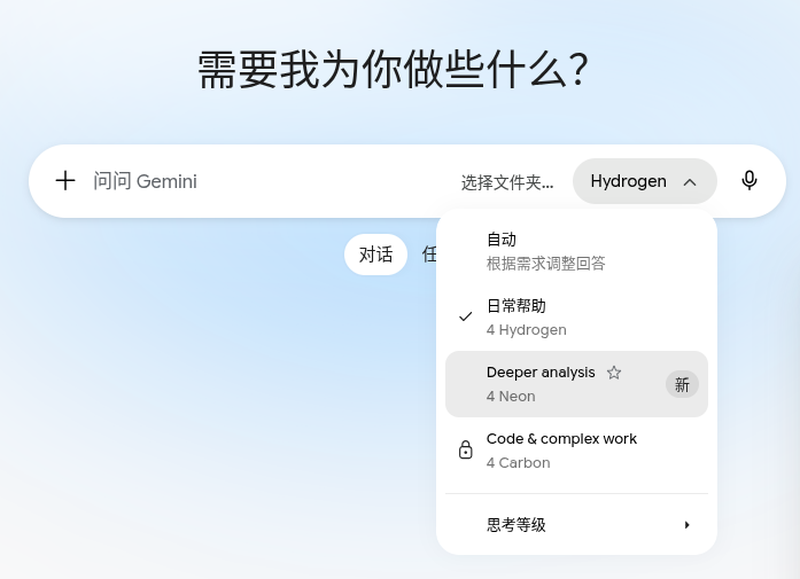 需要我为你做些什么？
问问 Gemini
选择文件夹...
Hydrogen
对话
自动
根据需求调整回答
日常帮助
4 Hydrogen
Deeper analysis
4 Neon
新
Code & complex work
4 Carbon
思考等级